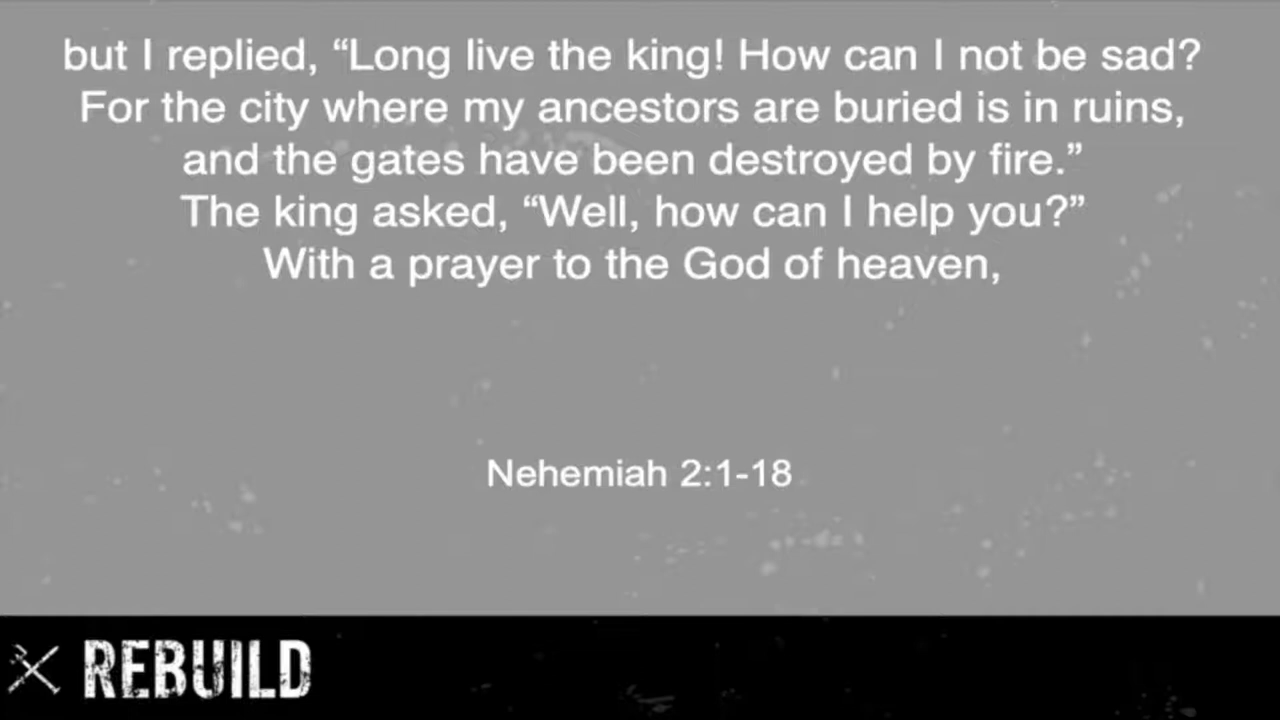 but I replied, “Long live the king! How can I not be sad?
For the city where my ancestors are buried is in ruins,
and the gates have been destroyed by fire.”
The king asked, “Well, how can I help you?”
With a prayer to the God of heaven,
Nehemiah 2:1-18
REBUILD